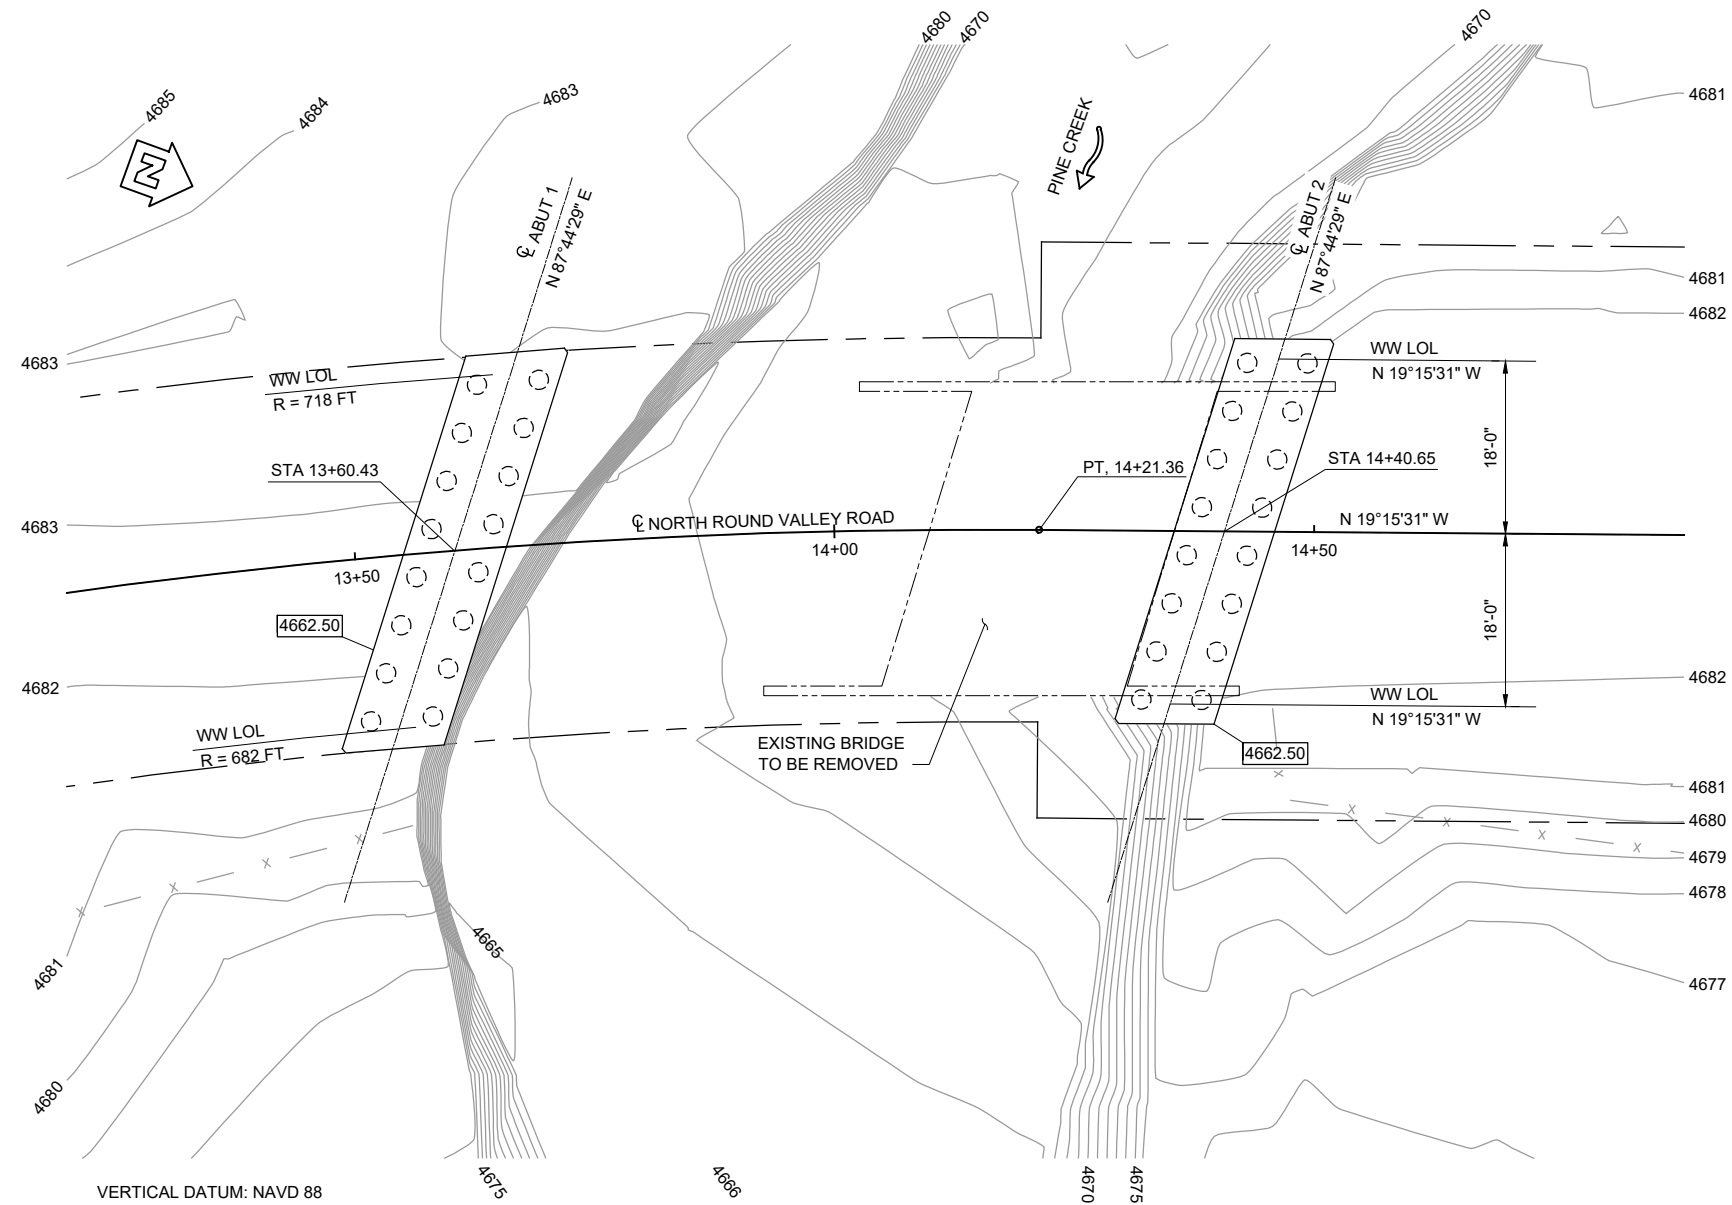 4680
4670
4670
4685
4684
4683
4681
N
PINE CREEK
℄ ABUT 1
N 87°44'29" E
℄ ABUT 2
N 87°44'29" E
4681
4682
4683
WW LOL
R = 718 FT
WW LOL
N 19°15'31" W
18'-0"
STA 13+60.43
PT, 14+21.36
STA 14+40.65
4683
℄ NORTH ROUND VALLEY ROAD
N 19°15'31" W
13+50
14+00
14+50
4662.50
18'-0"
4682
4682
WW LOL
R = 682 FT
WW LOL
N 19°15'31" W
EXISTING BRIDGE
TO BE REMOVED
4662.50
4681
4680
4679
4678
X
X
X
X
X
X
X
X
X
4665
4681
4677
4680
4675
4666
4670
4675
VERTICAL DATUM: NAVD 88